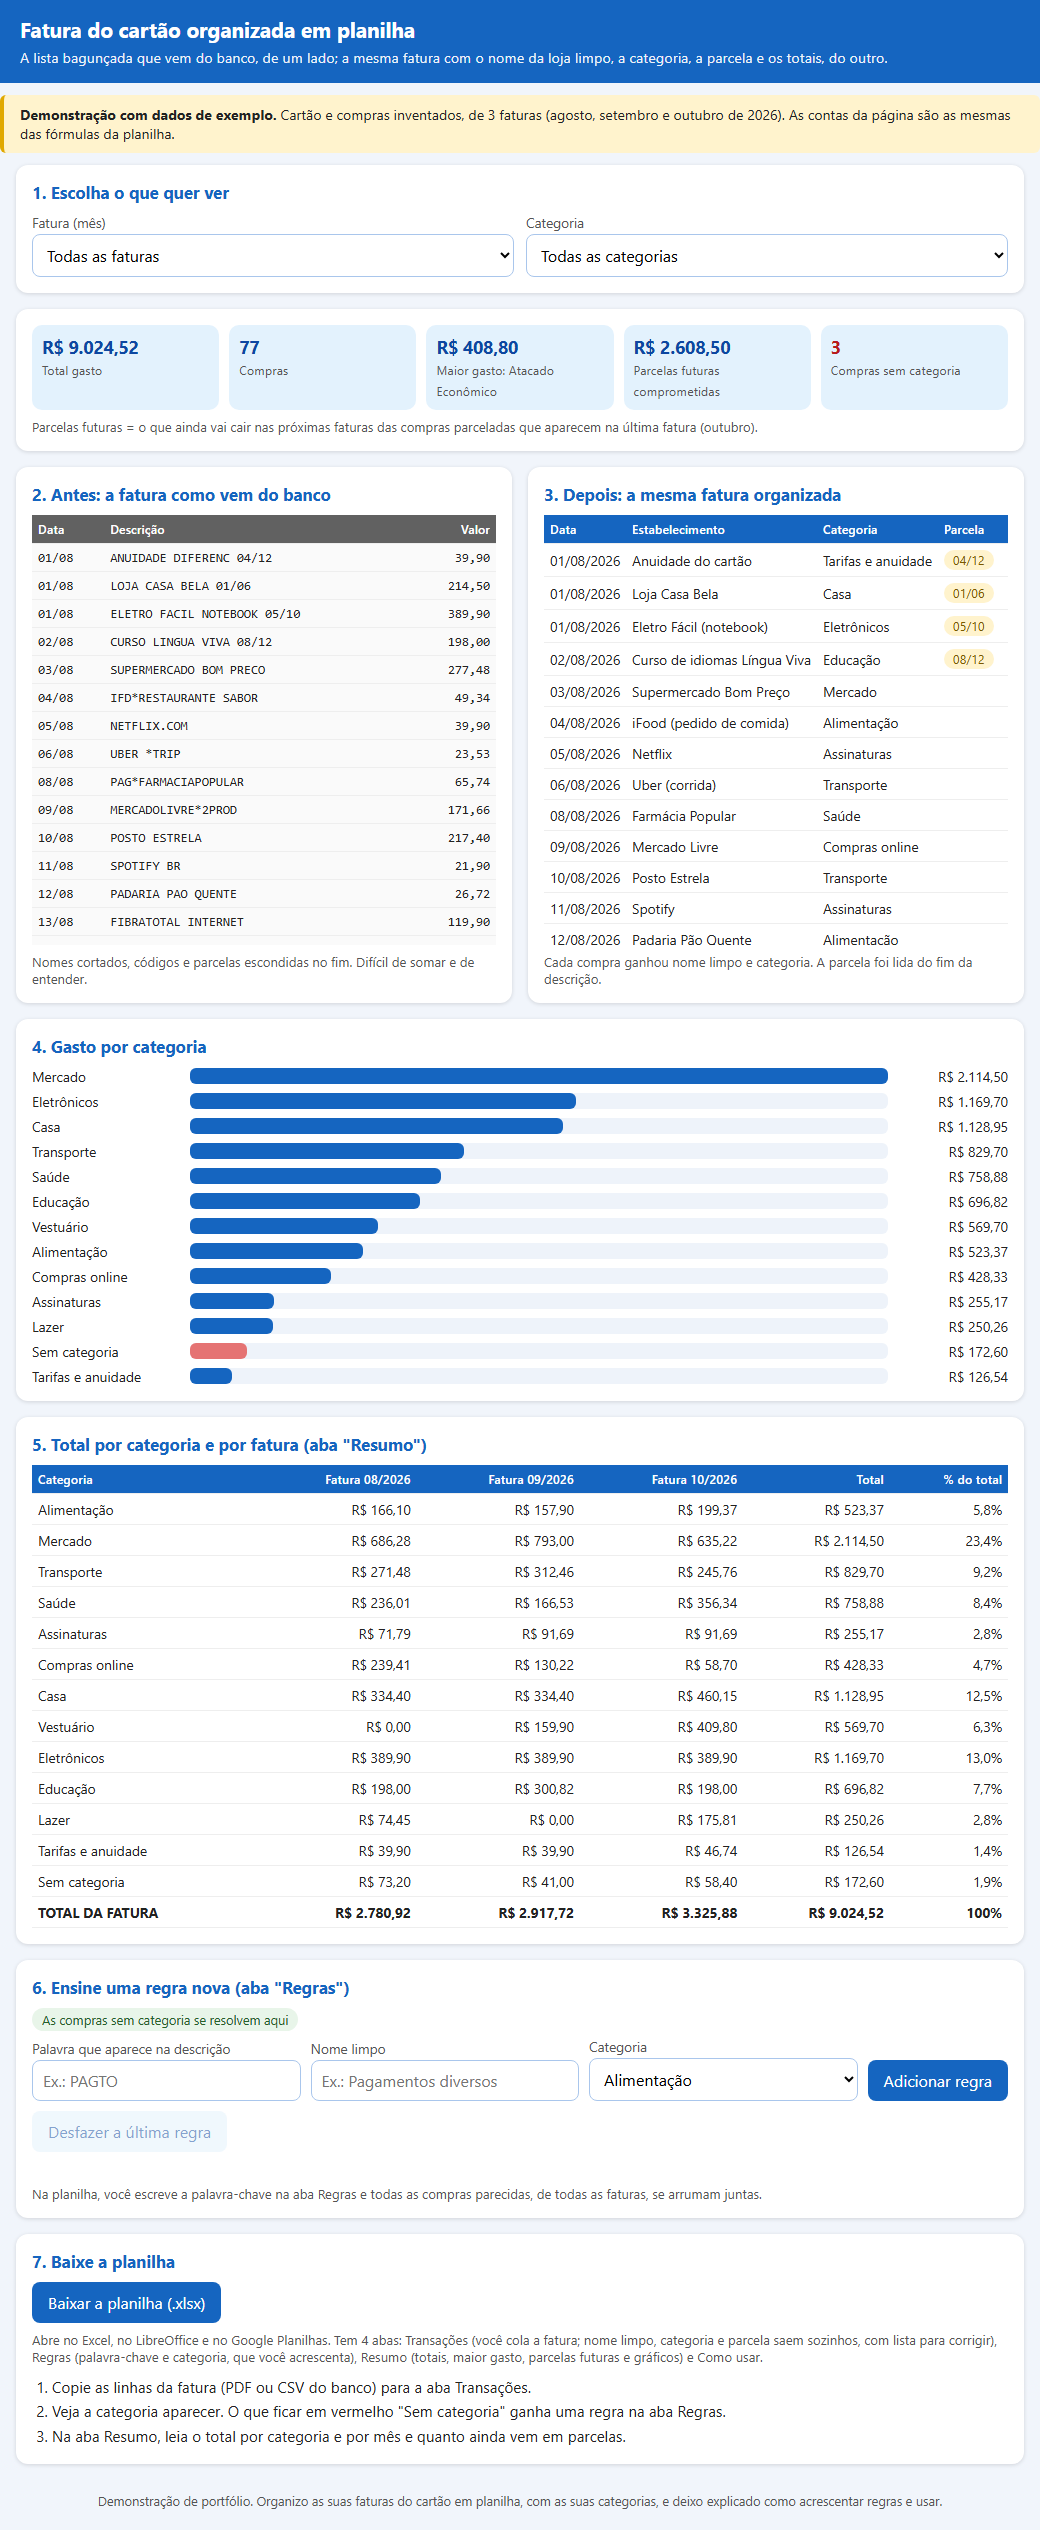 Fatura do cartão organizada em planilha
A lista bagunçada que vem do banco, de um lado; a mesma fatura com o nome da loja limpo, a categoria, a parcela e os totais, do outro.
Demonstração com dados de exemplo. Cartão e compras inventados, de 3 faturas (agosto, setembro e outubro de 2026). As contas da página são as mesmas
das fórmulas da planilha.
1. Escolha o que quer ver
Fatura (mês) Categoria
Todas as faturas Todas as categorias
R$ 9.024,52 77 R$ 408,80 R$ 2.608,50 3
Total gasto Compras Maior gasto: Atacado Parcelas futuras Compras sem categoria
Econômico comprometidas
Parcelas futuras = o que ainda vai cair nas próximas faturas das compras parceladas que aparecem na última fatura (outubro).
2. Antes: a fatura como vem do banco
Data Descrição Valor
01/08 ANUIDADE DIFERENC 04/12 39,90
01/08 LOJA CASA BELA 01/06 214,50
01/08 ELETRO FACIL NOTEBOOK 05/10 389,90
02/08 CURSO LINGUA VIVA 08/12 198,00
03/08 SUPERMERCADO BOM PRECO 277,48
04/08 IFD*RESTAURANTE SABOR 49,34
05/08 NETFLIX.COM 39,90
06/08 UBER *TRIP 23,53
08/08 PAG*FARMACIAPOPULAR 65,74
09/08 MERCADOLIVRE*2PROD 171,66
10/08 POSTO ESTRELA 217,40
11/08 SPOTIFY BR 21,90
12/08 PADARIA PAO QUENTE 26,72
13/08 FIBRATOTAL INTERNET 119,90
Nomes cortados, códigos e parcelas escondidas no fim. Difícil de somar e de
entender.
3. Depois: a mesma fatura organizada
Data Estabelecimento Categoria Parcela
01/08/2026 Anuidade do cartão Tarifas e anuidade 04/12
01/08/2026 Loja Casa Bela Casa 01/06
01/08/2026 Eletro Fácil (notebook) Eletrônicos 05/10
02/08/2026 Curso de idiomas Língua Viva Educação 08/12
03/08/2026 Supermercado Bom Preço Mercado
04/08/2026 iFood (pedido de comida) Alimentação
05/08/2026 Netflix Assinaturas
06/08/2026 Uber (corrida) Transporte
08/08/2026 Farmácia Popular Saúde
09/08/2026 Mercado Livre Compras online
10/08/2026 Posto Estrela Transporte
11/08/2026 Spotify Assinaturas
12/08/2026 Padaria Pão Quente Alimentação
Cada compra ganhou nome limpo e categoria. A parcela foi lida do fim da
descrição.
4. Gasto por categoria
Mercado R$ 2.114,50
Eletrônicos R$ 1.169,70
Casa R$ 1.128,95
Transporte R$ 829,70
Saúde R$ 758,88
Educação R$ 696,82
Vestuário R$ 569,70
Alimentação R$ 523,37
Compras online R$ 428,33
Assinaturas R$ 255,17
Lazer R$ 250,26
Sem categoria R$ 172,60
Tarifas e anuidade R$ 126,54
5. Total por categoria e por fatura (aba "Resumo")
Categoria Fatura 08/2026 Fatura 09/2026 Fatura 10/2026 Total % do total
Alimentação R$ 166,10 R$ 157,90 R$ 199,37 R$ 523,37 5,8%
Mercado R$ 686,28 R$ 793,00 R$ 635,22 R$ 2.114,50 23,4%
Transporte R$ 271,48 R$ 312,46 R$ 245,76 R$ 829,70 9,2%
Saúde R$ 236,01 R$ 166,53 R$ 356,34 R$ 758,88 8,4%
Assinaturas R$ 71,79 R$ 91,69 R$ 91,69 R$ 255,17 2,8%
Compras online R$ 239,41 R$ 130,22 R$ 58,70 R$ 428,33 4,7%
Casa R$ 334,40 R$ 334,40 R$ 460,15 R$ 1.128,95 12,5%
Vestuário R$ 0,00 R$ 159,90 R$ 409,80 R$ 569,70 6,3%
Eletrônicos R$ 389,90 R$ 389,90 R$ 389,90 R$ 1.169,70 13,0%
Educação R$ 198,00 R$ 300,82 R$ 198,00 R$ 696,82 7,7%
Lazer R$ 74,45 R$ 0,00 R$ 175,81 R$ 250,26 2,8%
Tarifas e anuidade R$ 39,90 R$ 39,90 R$ 46,74 R$ 126,54 1,4%
Sem categoria R$ 73,20 R$ 41,00 R$ 58,40 R$ 172,60 1,9%
TOTAL DA FATURA R$ 2.780,92 R$ 2.917,72 R$ 3.325,88 R$ 9.024,52 100%
6. Ensine uma regra nova (aba "Regras")
As compras sem categoria se resolvem aqui
Palavra que aparece na descrição Nome limpo Categoria
Ex.: PAGTO Ex.: Pagamentos diversos Alimentação Adicionar regra
Desfazer a última regra
Na planilha, você escreve a palavra-chave na aba Regras e todas as compras parecidas, de todas as faturas, se arrumam juntas.
7. Baixe a planilha
Baixar a planilha (.xlsx)
Abre no Excel, no LibreOffice e no Google Planilhas. Tem 4 abas: Transações (você cola a fatura; nome limpo, categoria e parcela saem sozinhos, com lista para corrigir),
Regras (palavra-chave e categoria, que você acrescenta), Resumo (totais, maior gasto, parcelas futuras e gráficos) e Como usar.
1. Copie as linhas da fatura (PDF ou CSV do banco) para a aba Transações.
2. Veja a categoria aparecer. O que ficar em vermelho "Sem categoria" ganha uma regra na aba Regras.
3. Na aba Resumo, leia o total por categoria e por mês e quanto ainda vem em parcelas.
Demonstração de portfólio. Organizo as suas faturas do cartão em planilha, com as suas categorias, e deixo explicado como acrescentar regras e usar.